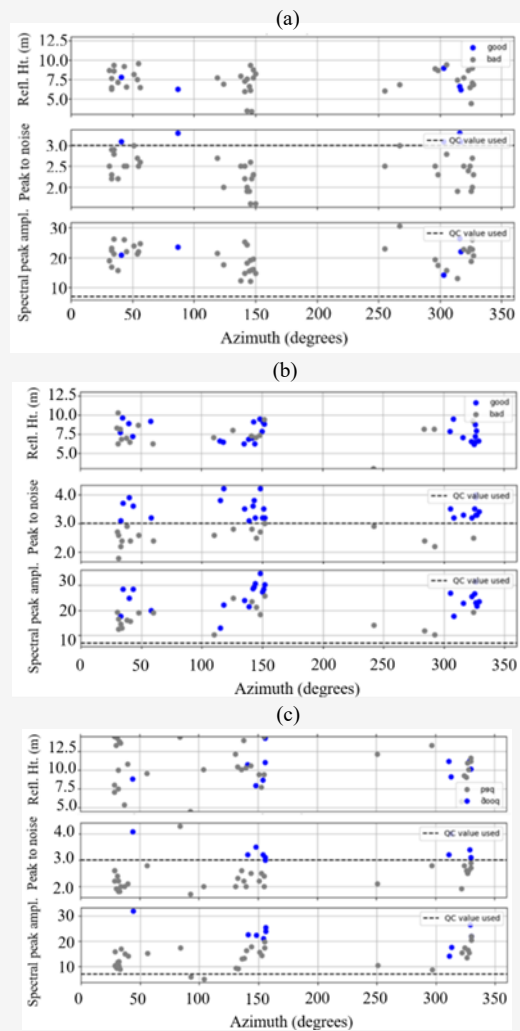 (a)
Refl. Ht. (m)
12.5
10.0
7.5
5.0
good
bad
Peak to noise
3.0
2.5
2.0
QC value used
Spectral peak ampl.
30
20
10
QC value used
0 50 100 150 200 250 300 350
Azimuth (degrees)
(b)
Refl. Ht. (m)
12.5
10.0
7.5
5.0
good
bad
Peak to noise
4.0
3.0
2.0
QC value used
Spectral peak ampl.
30
20
10
QC value used
0 50 100 150 200 250 300 350
Azimuth (degrees)
(c)
Refl. Ht. (m)
12.5
10.0
7.5
5.0
bad
good
Peak to noise
4.0
3.0
2.0
QC value used
Spectral peak ampl.
30
20
10
QC value used
0 50 100 150 200 250 300 350
Azimuth (degrees)